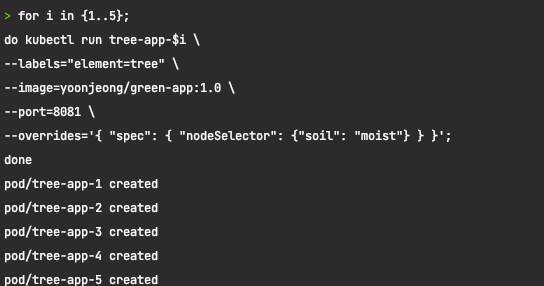 > for i in {1..5};
do kubectl run tree-app-$i \
--labels="element=tree" \
--image=yoonjeong/green-app:1.0 \
--port=8081 \
--overrides='{ "spec": { "nodeSelector": {"soil": "moist"} } }';
done
pod/tree-app-1 created
pod/tree-app-2 created
pod/tree-app-3 created
pod/tree-app-4 created
pod/tree-app-5 created